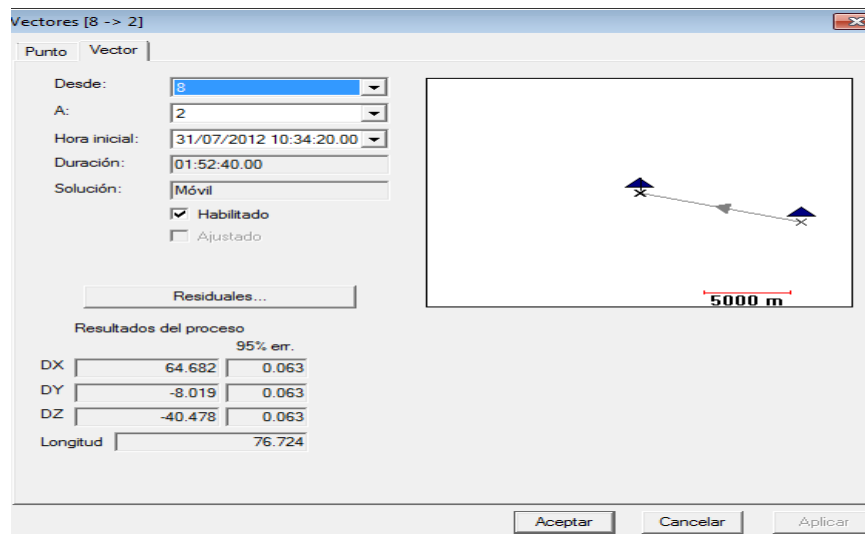 Vectores [8 -> 2]
Punto Vector
Desde: 8
A: 2
Hora inicial: 31/07/2012 10:34:20.00
Duración: 01:52:40.00
Solución: Móvil
Habilitado
Ajustado
Residuales...
5000 m
Resultados del proceso
95% err.
DX 64.682 0.063
DY -8.019 0.063
DZ -40.478 0.063
Longitud 76.724
Aceptar Cancelar Aplicar